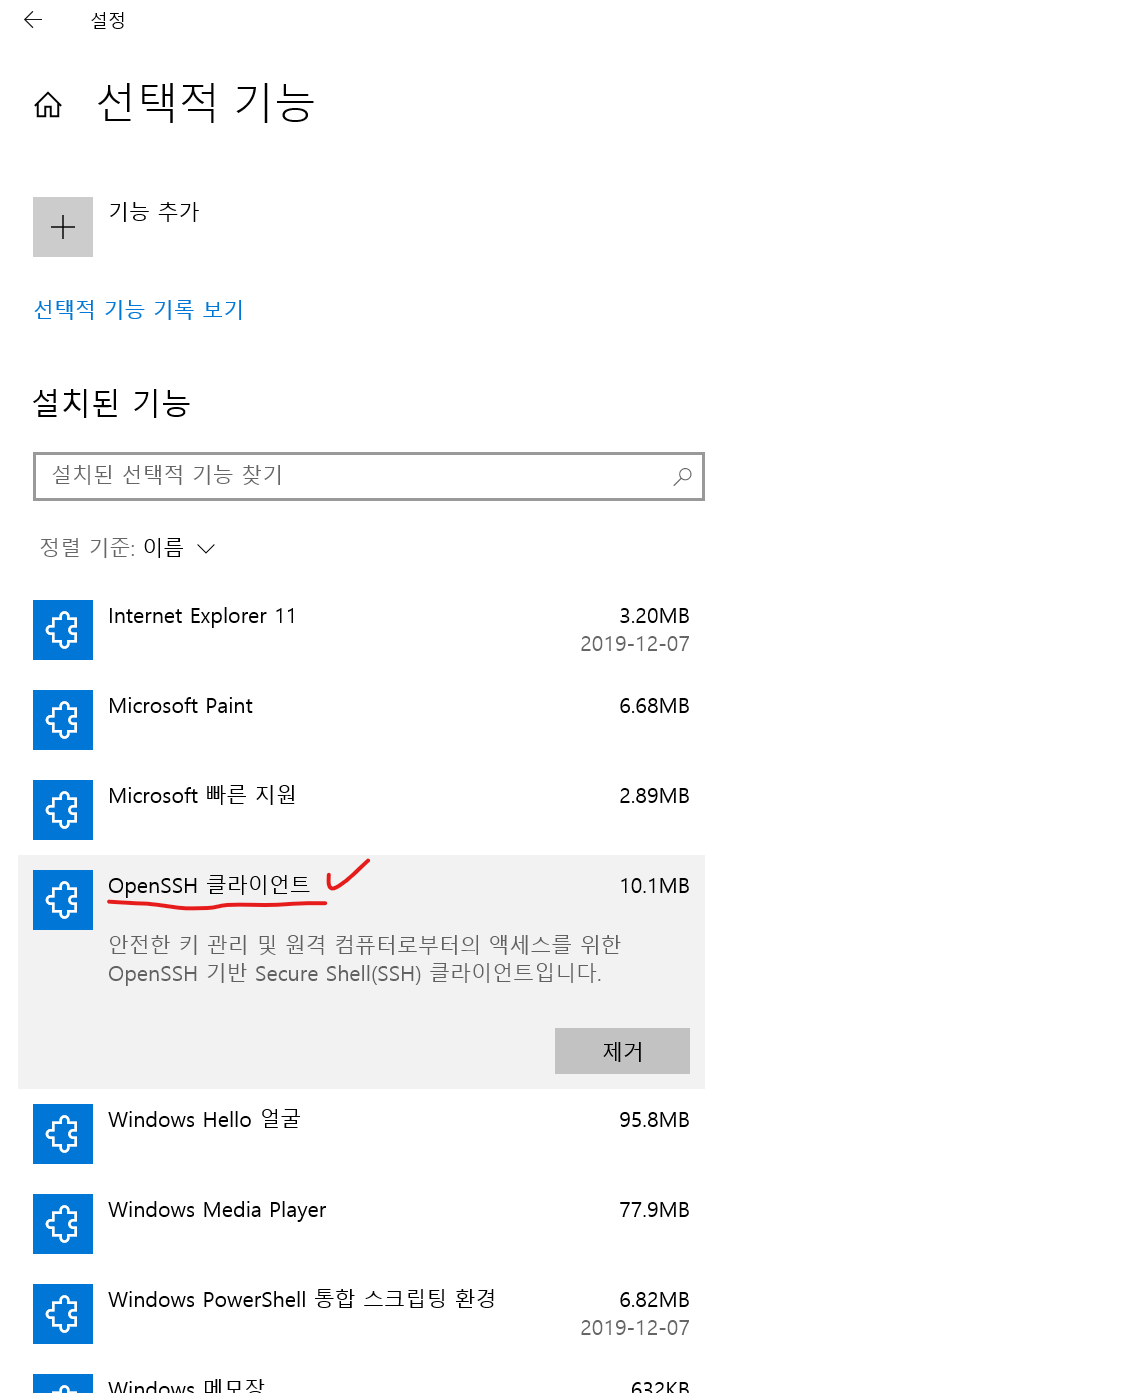 설정
선택적 기능
기능 추가
선택적 기능 기록 보기
설치된 기능
설치된 선택적 기능 찾기
정렬 기준: 이름
Internet Explorer 11 3.20MB
2019-12-07
Microsoft Paint 6.68MB
Microsoft 빠른 지원 2.89MB
OpenSSH 클라이언트 10.1MB
안전한 키 관리 및 원격 컴퓨터로부터의 액세스를 위한
OpenSSH 기반 Secure Shell(SSH) 클라이언트입니다.
제거
Windows Hello 얼굴 95.8MB
Windows Media Player 77.9MB
Windows PowerShell 통합 스크립팅 환경 6.82MB
2019-12-07
Windows 메모장 632KB